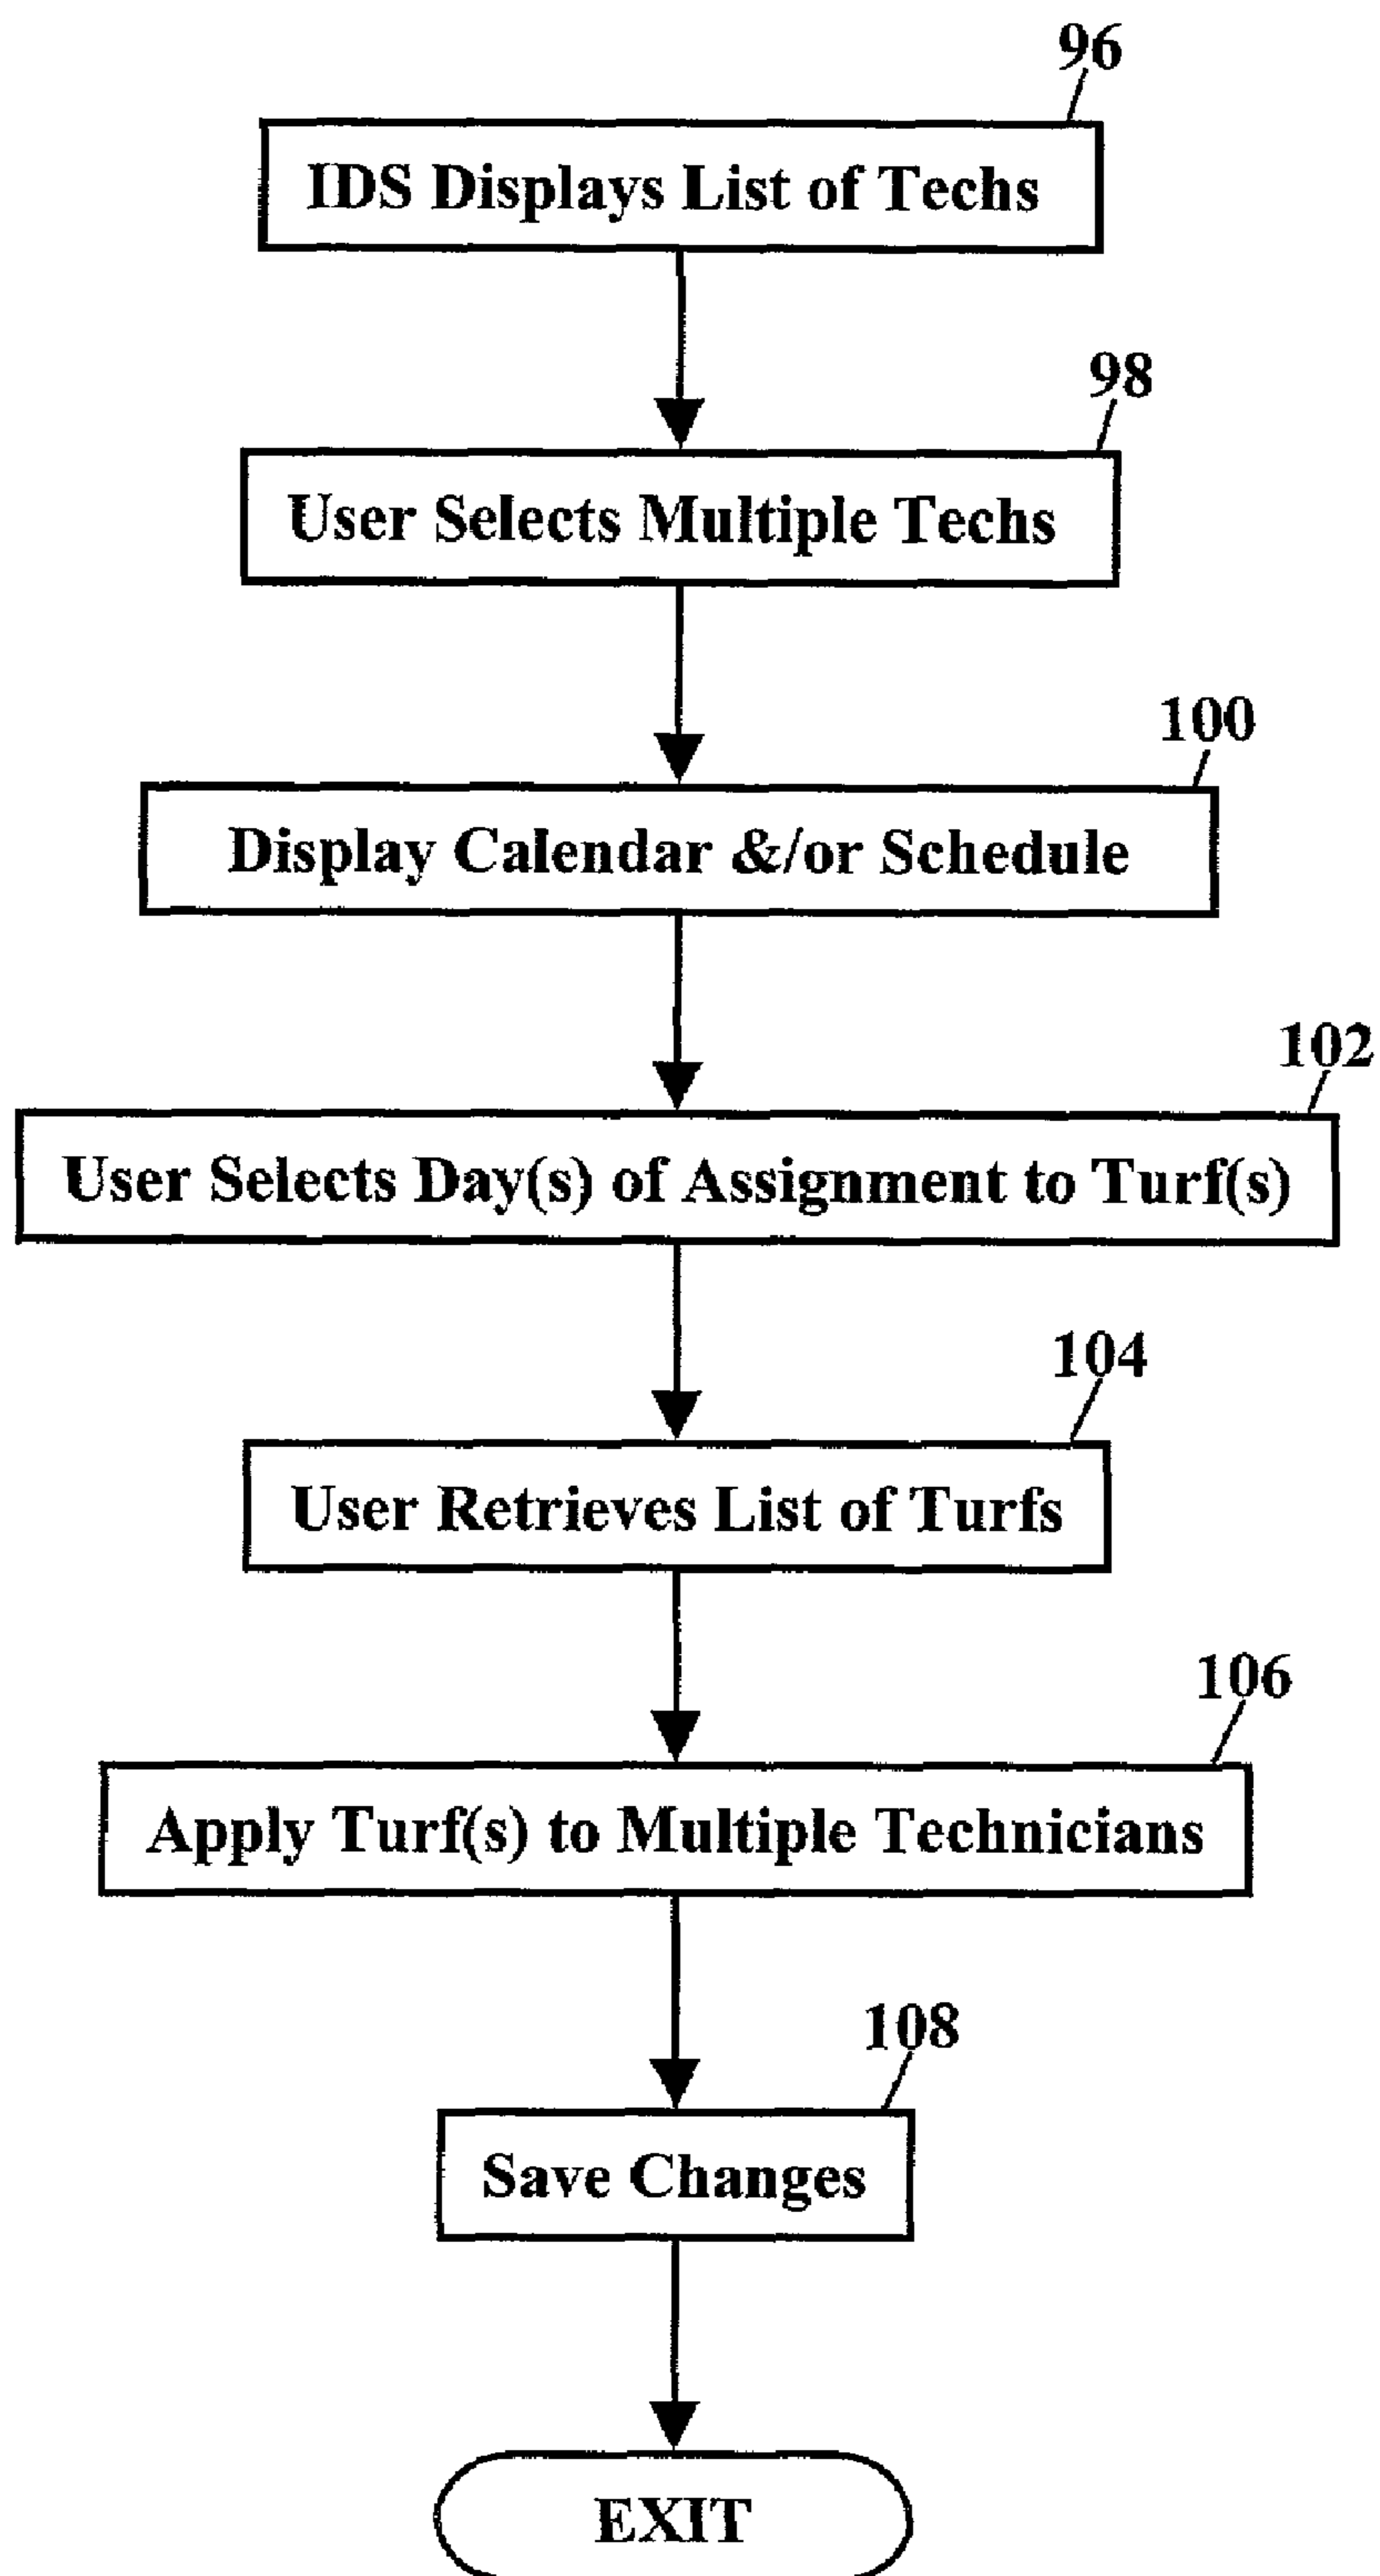 96
IDS Displays List of Techs
98
User Selects Multiple Techs
100
Display Calendar &/or Schedule
102
User Selects Day(s) of Assignment to Turf(s)
104
User Retrieves List of Turfs
106
Apply Turf(s) to Multiple Technicians
108
Save Changes
EXIT